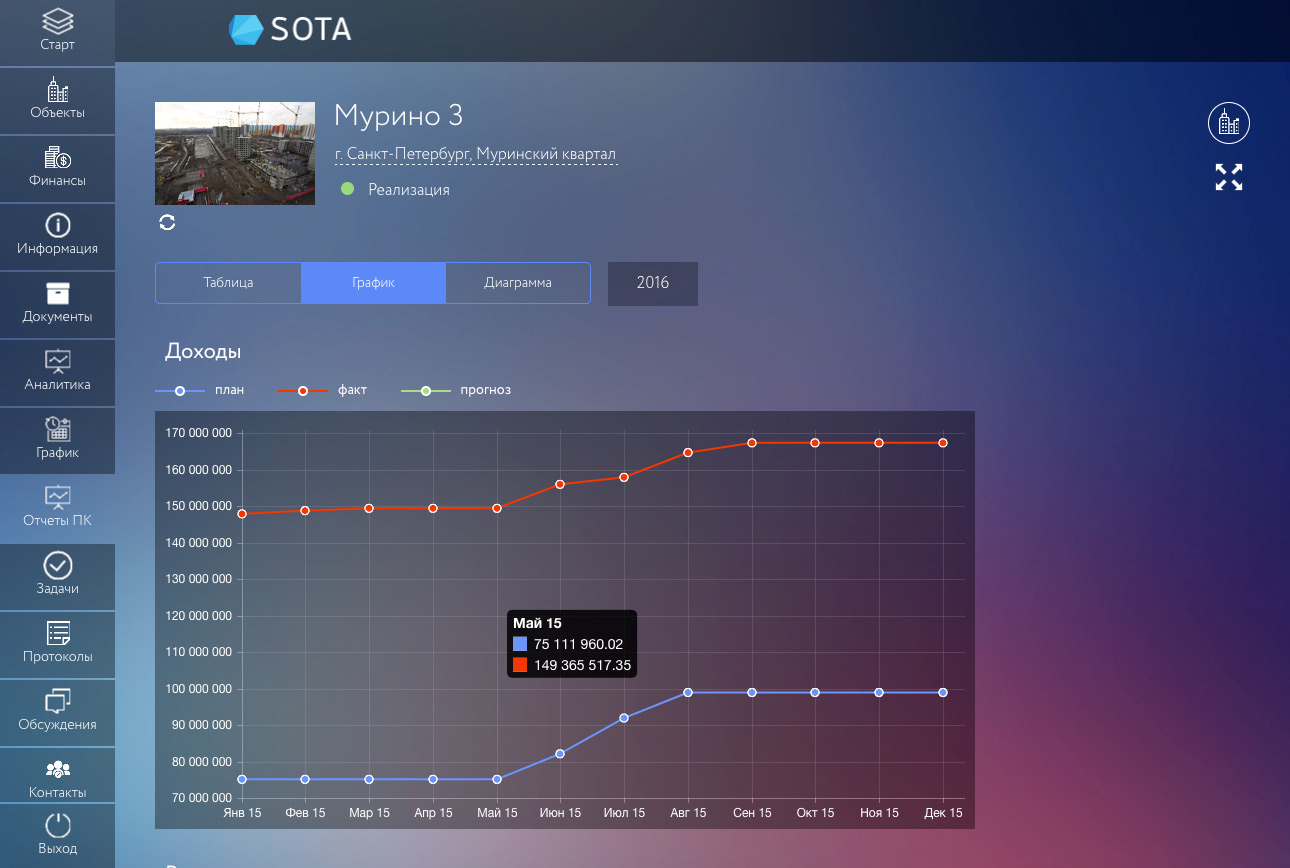 SOTA
Старт
Объекты
Финансы
Информация
Документы
Аналитика
График
Отчеты ПК
Задачи
Протоколы
Обсуждения
Контакты
Выход
Мурино 3
г. Санкт-Петербург, Муринский квартал
Реализация
Таблица График Диаграмма 2016
Доходы
план факт прогноз
170 000 000
160 000 000
150 000 000
140 000 000
130 000 000
120 000 000
110 000 000
100 000 000
90 000 000
80 000 000
70 000 000
Май 15
75 111 960.02
149 365 517.35
Янв 15 Фев 15 Мар 15 Апр 15 Май 15 Июн 15 Июл 15 Авг 15 Сен 15 Окт 15 Ноя 15 Дек 15